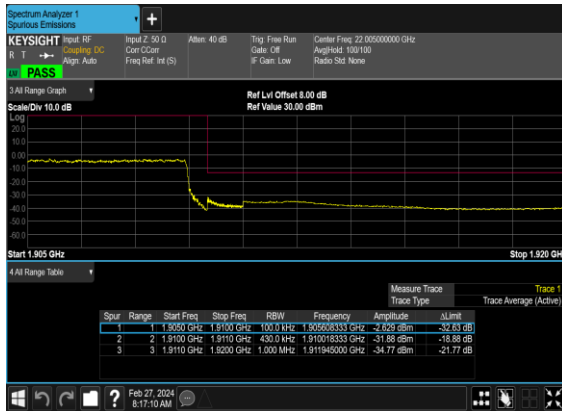 Spectrum Analyzer 1
Spurious Emissions
+
KEYSIGHT Input: RF Input Z: 50 Ω Atten: 40 dB Trig: Free Run Center Freq: 22.005000000 GHz
R T Coupling: DC Corr CCorr Gate: Off Avg|Hold: 100/100
Align: Auto Freq Ref: Int (S) IF Gain: Low Radio Std: None
PASS
3 All Range Graph
Ref Lvl Offset 8.00 dB
Scale/Div 10.0 dB Ref Value 30.00 dBm
Log
20.0
10.0
0.00
-10.0
-20.0
-30.0
-40.0
-50.0
-60.0
Start 1.905 GHz Stop 1.920 GH
4 All Range Table
Measure Trace Trace 1
Trace Type Trace Average (Active)
Spur Range Start Freq Stop Freq RBW Frequency Amplitude ΔLimit
1 1 1.9050 GHz 1.9100 GHz 100.0 kHz 1.905608333 GHz -2.629 dBm -32.63 dB
2 2 1.9100 GHz 1.9110 GHz 430.0 kHz 1.910018333 GHz -31.88 dBm -18.88 dB
3 3 1.9110 GHz 1.9200 GHz 1.000 MHz 1.911945000 GHz -34.77 dBm -21.77 dB
? Feb 27, 2024
8:17:10 AM